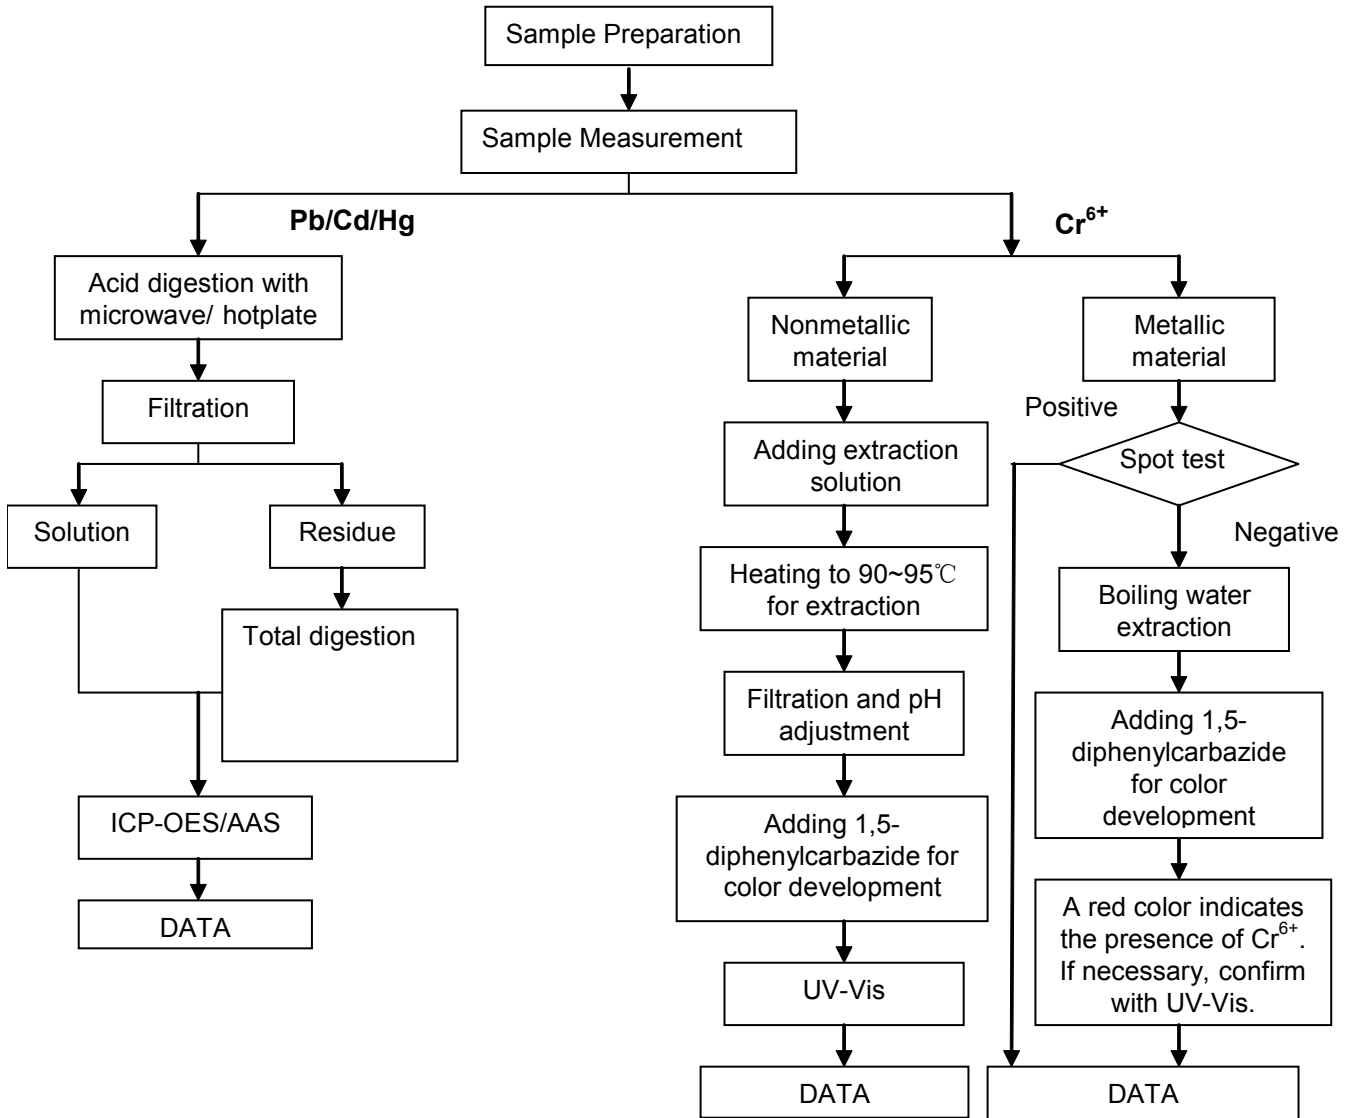 Sample Preparation
Sample Measurement
Pb/Cd/Hg
Cr6+
Acid digestion with
microwave/ hotplate
Filtration
Solution
Residue
Total digestion
ICP-OES/AAS
DATA
Nonmetallic
material
Adding extraction
solution
Heating to 90~95℃
for extraction
Filtration and pH
adjustment
Adding 1,5-
diphenylcarbazide for
color development
UV-Vis
DATA
Metallic
material
Positive
Spot test
Negative
Boiling water
extraction
Adding 1,5-
diphenylcarbazide
for color
development
A red color indicates
the presence of Cr6+.
If necessary, confirm
with UV-Vis.
DATA